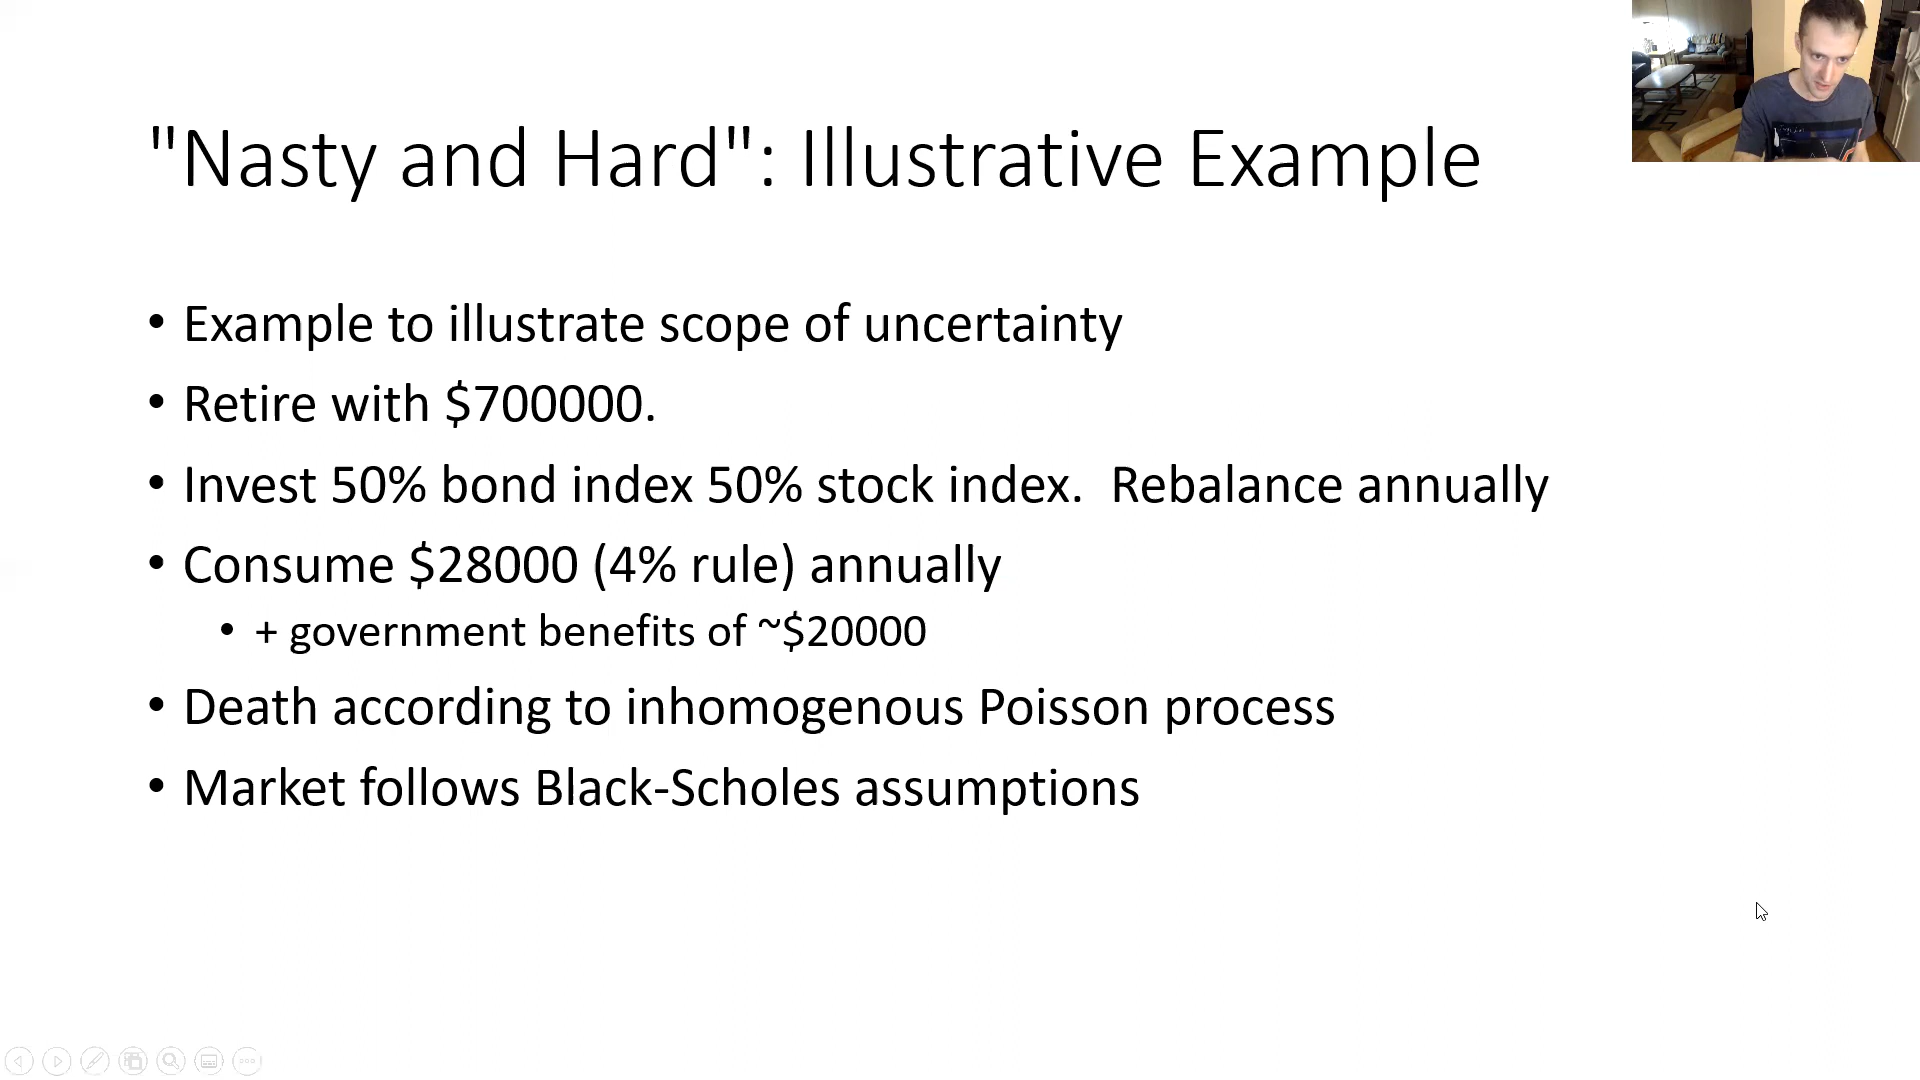 "Nasty and Hard": Illustrative Example
• Example to illustrate scope of uncertainty
• Retire with $700000.
• Invest 50% bond index 50% stock index.  Rebalance annually
• Consume $28000 (4% rule) annually
• + government benefits of ~$20000
• Death according to inhomogenous Poisson process
• Market follows Black-Scholes assumptions